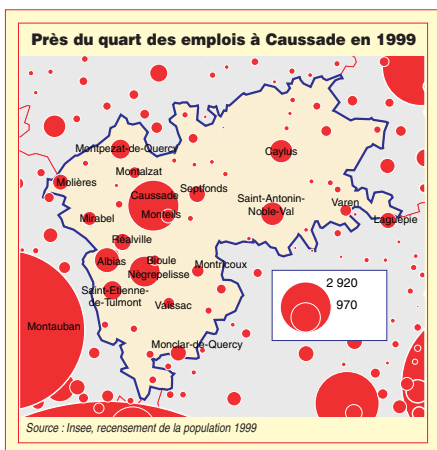 Près du quart des emplois à Caussade en 1999
Montpezat-de-Quercy
Caylus
Montalzat
Molières
Septfonds
Caussade
Saint-Antonin-
Noble-Val
Varen
Mirabel
Monteils
Laguépie
Réalville
Albias
Bioule
Montricoux
Nègrepelisse
Saint-Etienne-
de-Tulmont
Vaïssac
Montauban
Monclar-de-Quercy
2 920
970
Source : Insee, recensement de la population 1999